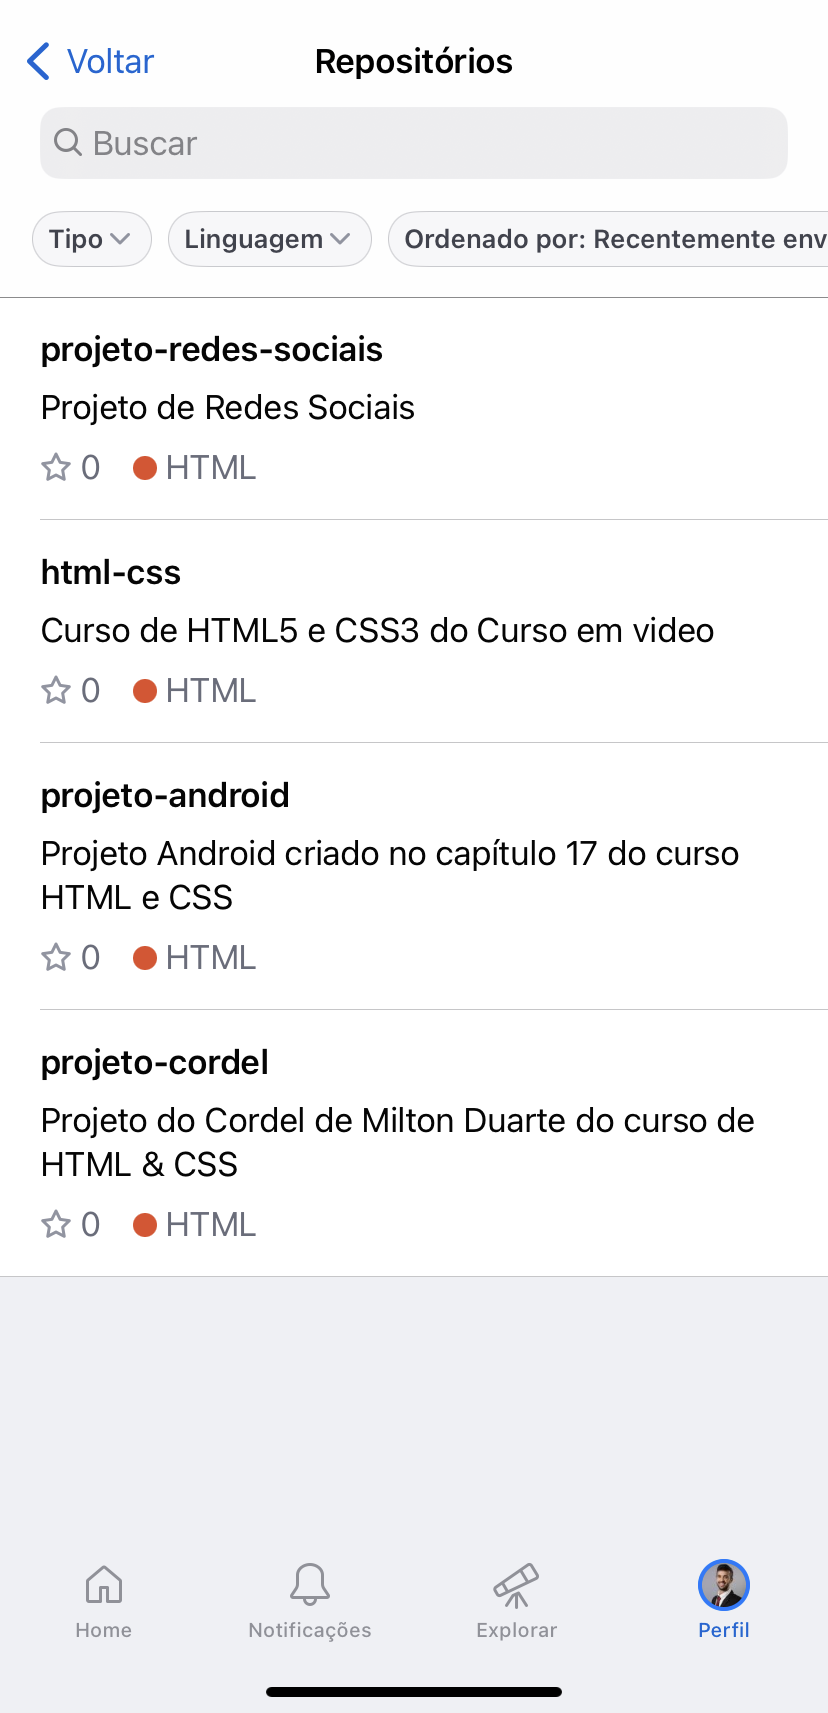 Voltar
Repositórios
Buscar
Tipo
Linguagem
Ordenado por: Recentemente env
projeto-redes-sociais
Projeto de Redes Sociais
0 HTML
html-css
Curso de HTML5 e CSS3 do Curso em video
0 HTML
projeto-android
Projeto Android criado no capítulo 17 do curso
HTML e CSS
0 HTML
projeto-cordel
Projeto do Cordel de Milton Duarte do curso de
HTML & CSS
0 HTML
Home
Notificações
Explorar
Perfil